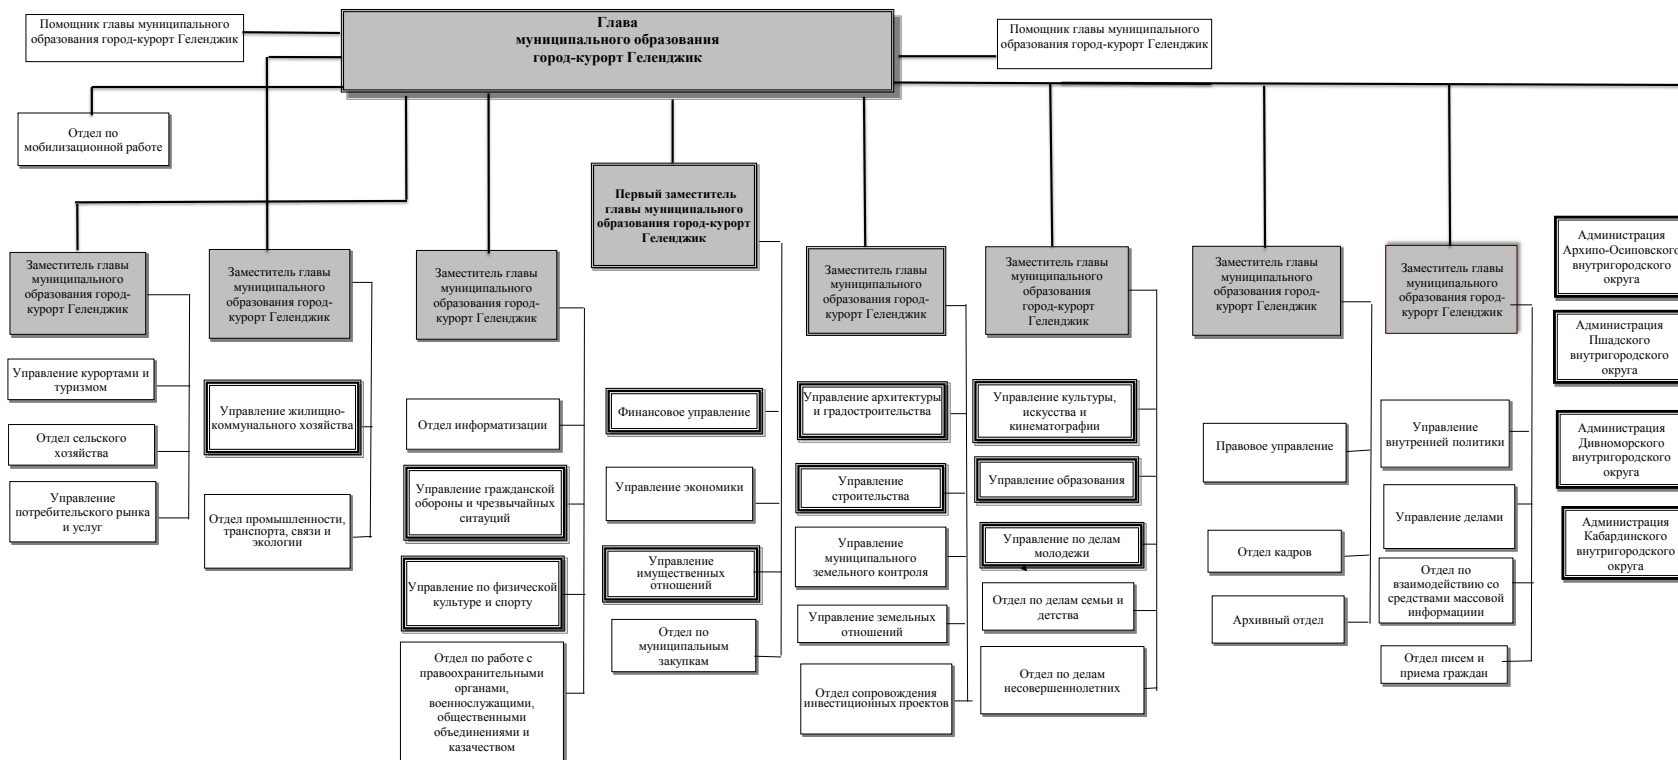 Помощник главы муниципального
образования город-курорт Геленджик
Глава
муниципального образования
город-курорт Геленджик
Помощник главы муниципального
образования город-курорт Геленджик
Отдел по
мобилизационной работе
Первый заместитель
главы муниципального
образования город-курорт
Геленджик
Заместитель главы
муниципального
образования город-
курорт Геленджик
Управление курортами и
туризмом
Отдел сельского
хозяйства
Управление
потребительского рынка
и услуг
Заместитель главы
муниципального
образования город-
курорт Геленджик
Управление жилищно-
коммунального хозяйства
Отдел промышленности,
транспорта, связи и
экологии
Заместитель главы
муниципального
образования город-
курорт Геленджик
Отдел информатизации
Управление гражданской
обороны и чрезвычайных
ситауций
Управление по физической
культуре и спорту
Отдел по работе с
правоохранительными
органами,
военнослужащими,
общественными
объединениями и
казачеством
Финансовое управление
Управление экономики
Управление
имущественных
отношений
Отдел по
муниципальным
закупкам
Заместитель главы
муниципального
образования город-
курорт Геленджик
Управление архитектуры
и градостроительства
Управление
строительства
Управление
муниципального
земельного контроля
Управление земельных
отношений
Отдел сопровождения
инвестиционных проектов
Заместитель главы
муниципального
образования
город-курорт
Геленджик
Управление культуры,
искусства и
кинематографии
Управление образования
Управление по делам
молодежи
Отдел по делам семьи и
детства
Отдел по делам
несовершеннолетних
Заместитель главы
муниципального
образования город-
курорт Геленджик
Правовое управление
Отдел кадров
Архивный отдел
Заместитель главы
муниципального
образования город-
курорт Геленджик
Управление
внутренней политики
Управление делами
Отдел по
взаимодействию со
средствами массовой
информациии
Отдел писем и
приема граждан
Администрация
Архипо-Осиповского
внутригородского
округа
Администрация
Пшадского
внутригородского
округа
Администрация
Дивноморского
внутригородского
округа
Администрация
Кабардинского
внутригородского
округа